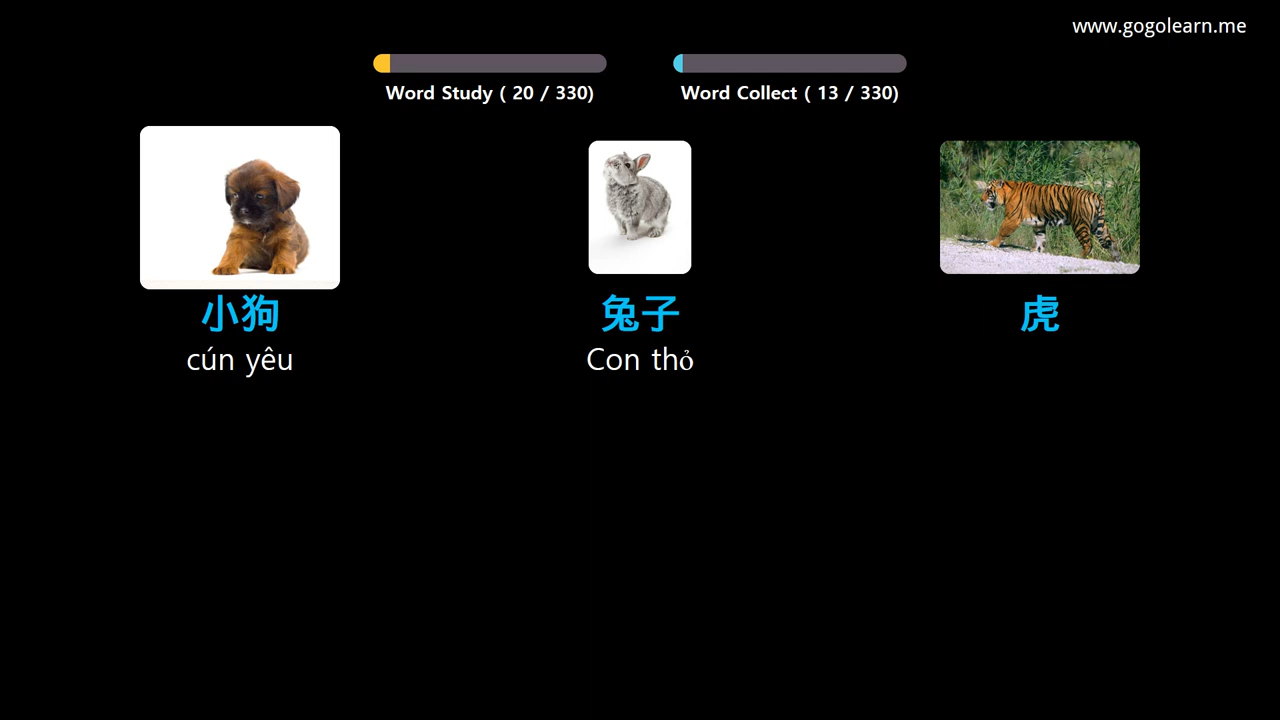 www.gogolearn.me
Word Study ( 20 / 330)
Word Collect ( 13 / 330)
小狗
cún yêu
兔子
Con thỏ
虎